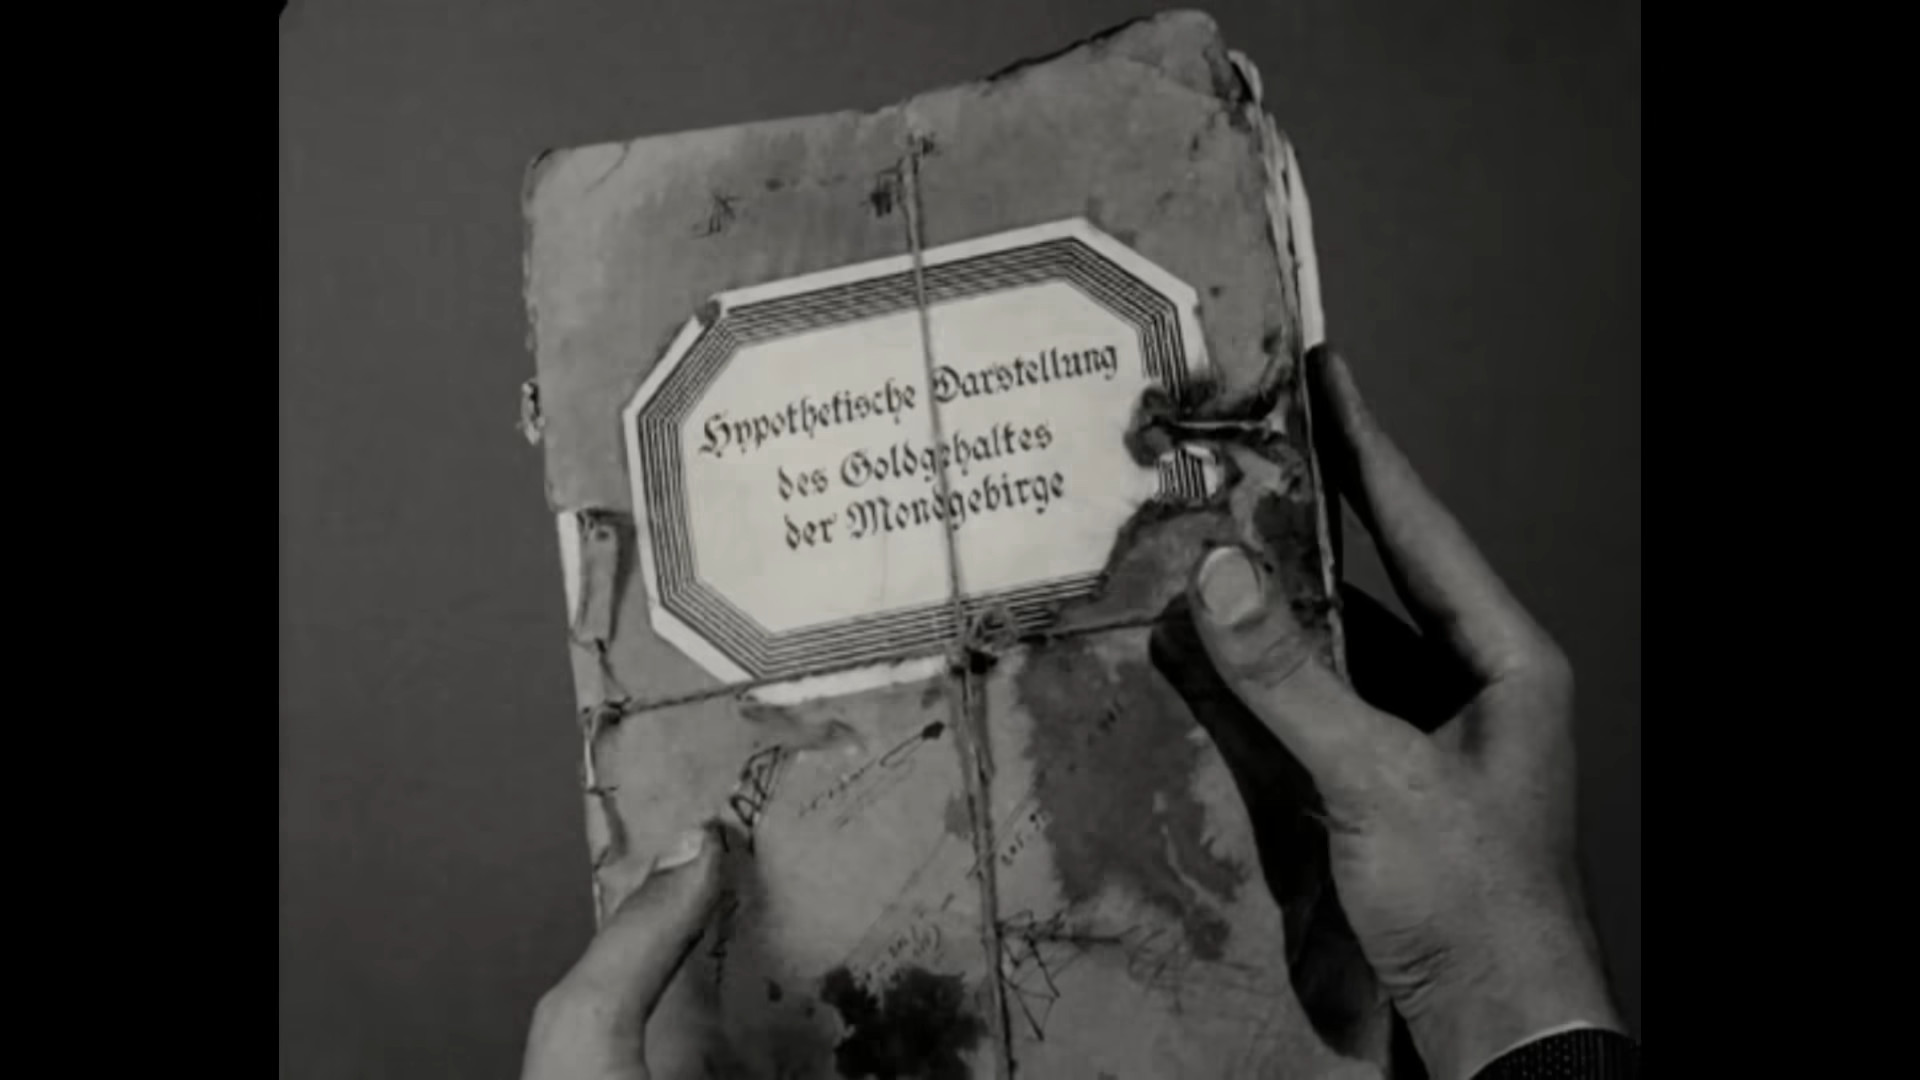 Hypothetische Darstellung
des Goldgehaltes
der Mondgebirge